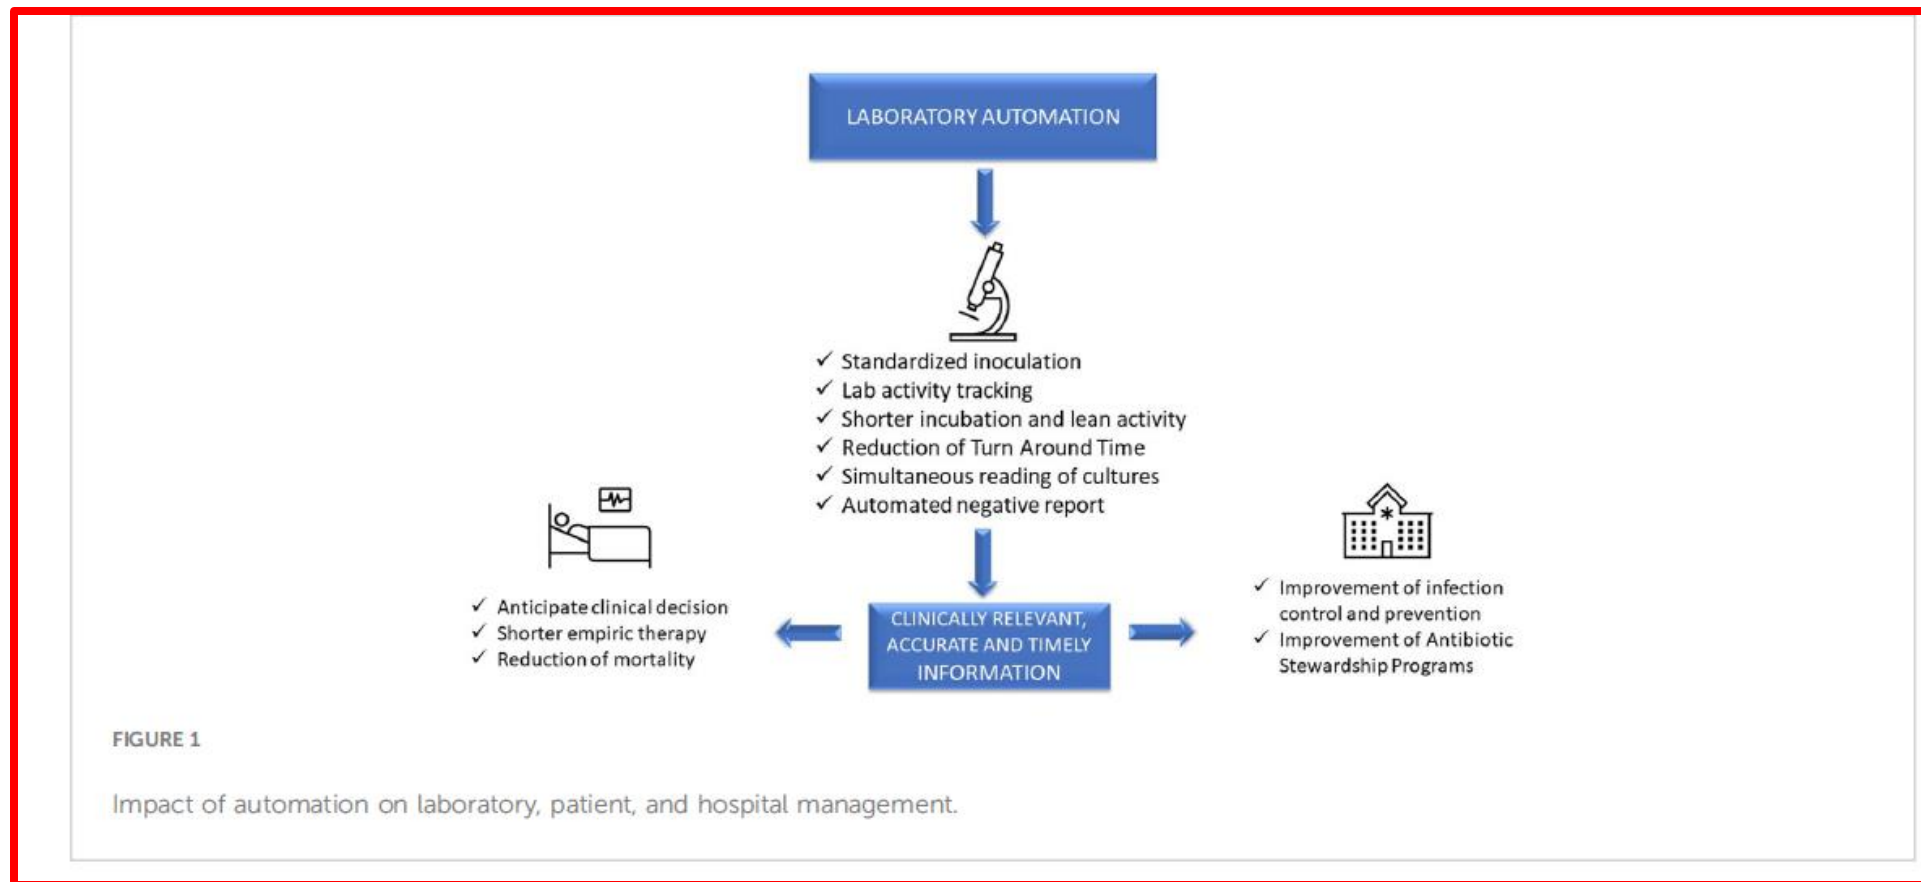 LABORATORY AUTOMATION
✓ Standardized inoculation
✓ Lab activity tracking
✓ Shorter incubation and lean activity
✓ Reduction of Turn Around Time
✓ Simultaneous reading of cultures
✓ Automated negative report
✓ Anticipate clinical decision
✓ Shorter empiric therapy
✓ Reduction of mortality
CLINICALLY RELEVANT,
ACCURATE AND TIMELY
INFORMATION
✓ Improvement of infection
control and prevention
✓ Improvement of Antibiotic
Stewardship Programs
FIGURE 1
Impact of automation on laboratory, patient, and hospital management.